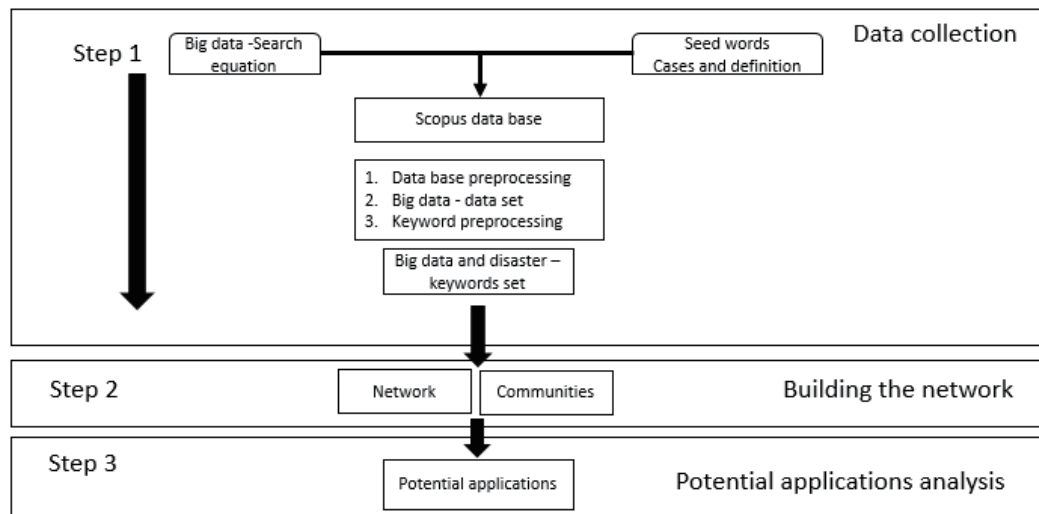 Data collection
Step 1
Big data -Search
equation
Seed words
Cases and definition
Scopus data base
1. Data base preprocessing
2. Big data - data set
3. Keyword preprocessing
Big data and disaster –
keywords set
Step 2
Network
Communities
Building the network
Step 3
Potential applications
Potential applications analysis